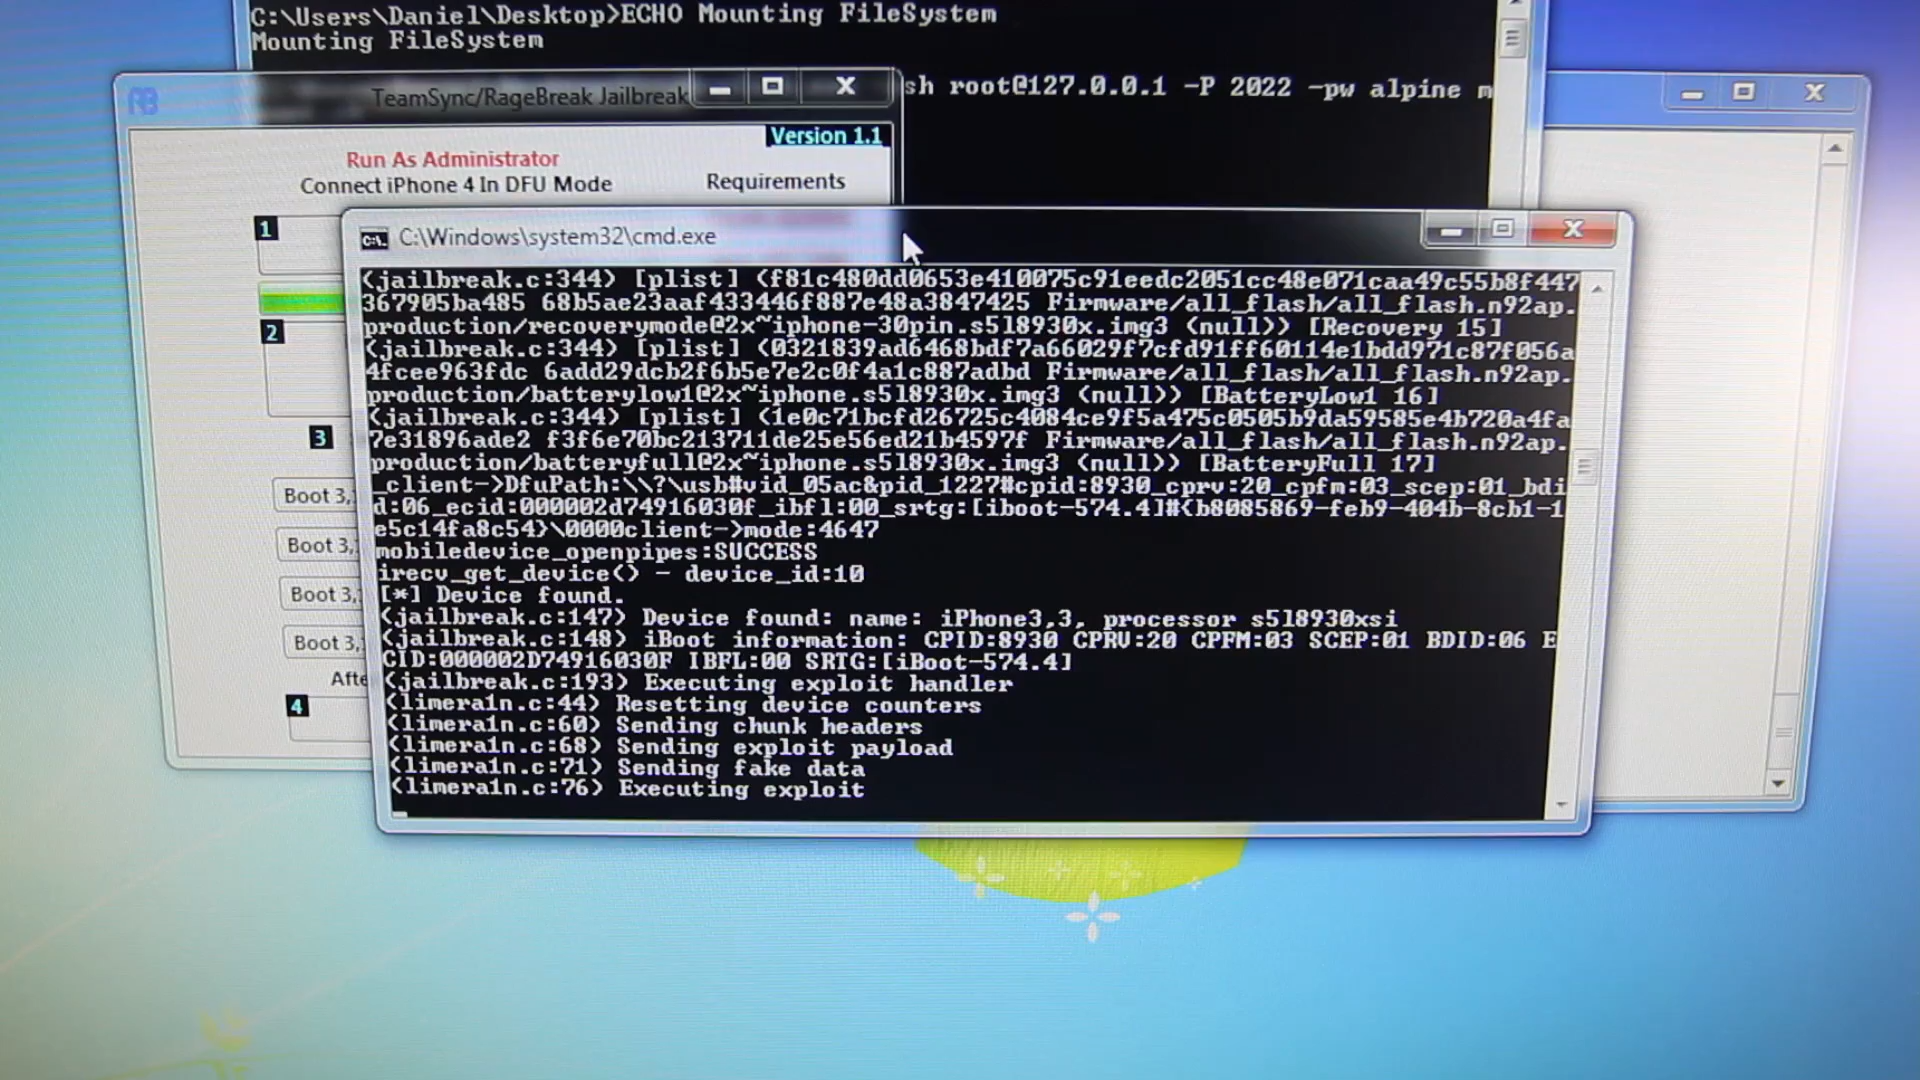 C:\Users\Daniel\Desktop>ECHO Mounting FileSystem
Mounting FileSystem
sh root@127.0.0.1 -P 2022 -pw alpine m
RB
TeamSync/RageBreak Jailbreak
Version 1.1
Run As Administrator
Connect iPhone 4 In DFU Mode
Requirements
1
2
3
Boot 3,
Boot 3,
Boot 3,
Boot 3,
Afte
4
C:\Windows\system32\cmd.exe
(jailbreak.c:344) [plist] (f81c480dd0653e410075c91eedc2051cc48e071caa49c55b8f447
367905ba485 68b5ae23aaf433446f887e48a3847425 Firmware/all_flash/all_flash.n92ap.
production/recoverymode@2x~iphone-30pin.s5l8930x.img3 (null)) [Recovery 15]
(jailbreak.c:344) [plist] (0321839ad6468bdf7a66029f7cfd91ff60114e1bdd971c87f056a
4fcee963fdc 6add29dcb2f6b5e7e2c0f4a1c887adbd Firmware/all_flash/all_flash.n92ap.
production/batterylow1@2x~iphone.s5l8930x.img3 (null)) [BatteryLow1 16]
(jailbreak.c:344) [plist] (1e0c71bcfd26725c4084ce9f5a475c0505b9da59585e4b720a4fa
7e31896ade2 f3f6e70bc213711de25e56ed21b4597f Firmware/all_flash/all_flash.n92ap.
production/batteryfull@2x~iphone.s5l8930x.img3 (null)) [BatteryFull 17]
_client->DfuPath:\\?\usb#vid_05ac&pid_1227#cpid:8930_cprv:20_cpfm:03_scep:01_bdi
d:06_ecid:000002d74916030f_ibfl:00_srtg:[iboot-574.4]#{b8085869-feb9-404b-8cb1-1
e5c14fa8c54}\0000client->mode:4647
mobiledevice_openpipes:SUCCESS
irecv_get_device() - device_id:10
[*] Device found.
(jailbreak.c:147) Device found: name: iPhone3,3, processor s5l8930xsi
(jailbreak.c:148) iBoot information: CPID:8930 CPRV:20 CPFM:03 SCEP:01 BDID:06 E
CID:000002D74916030F IBFL:00 SRTG:[iBoot-574.4]
(jailbreak.c:193) Executing exploit handler
(limera1n.c:44) Resetting device counters
(limera1n.c:60) Sending chunk headers
(limera1n.c:68) Sending exploit payload
(limera1n.c:71) Sending fake data
(limera1n.c:76) Executing exploit